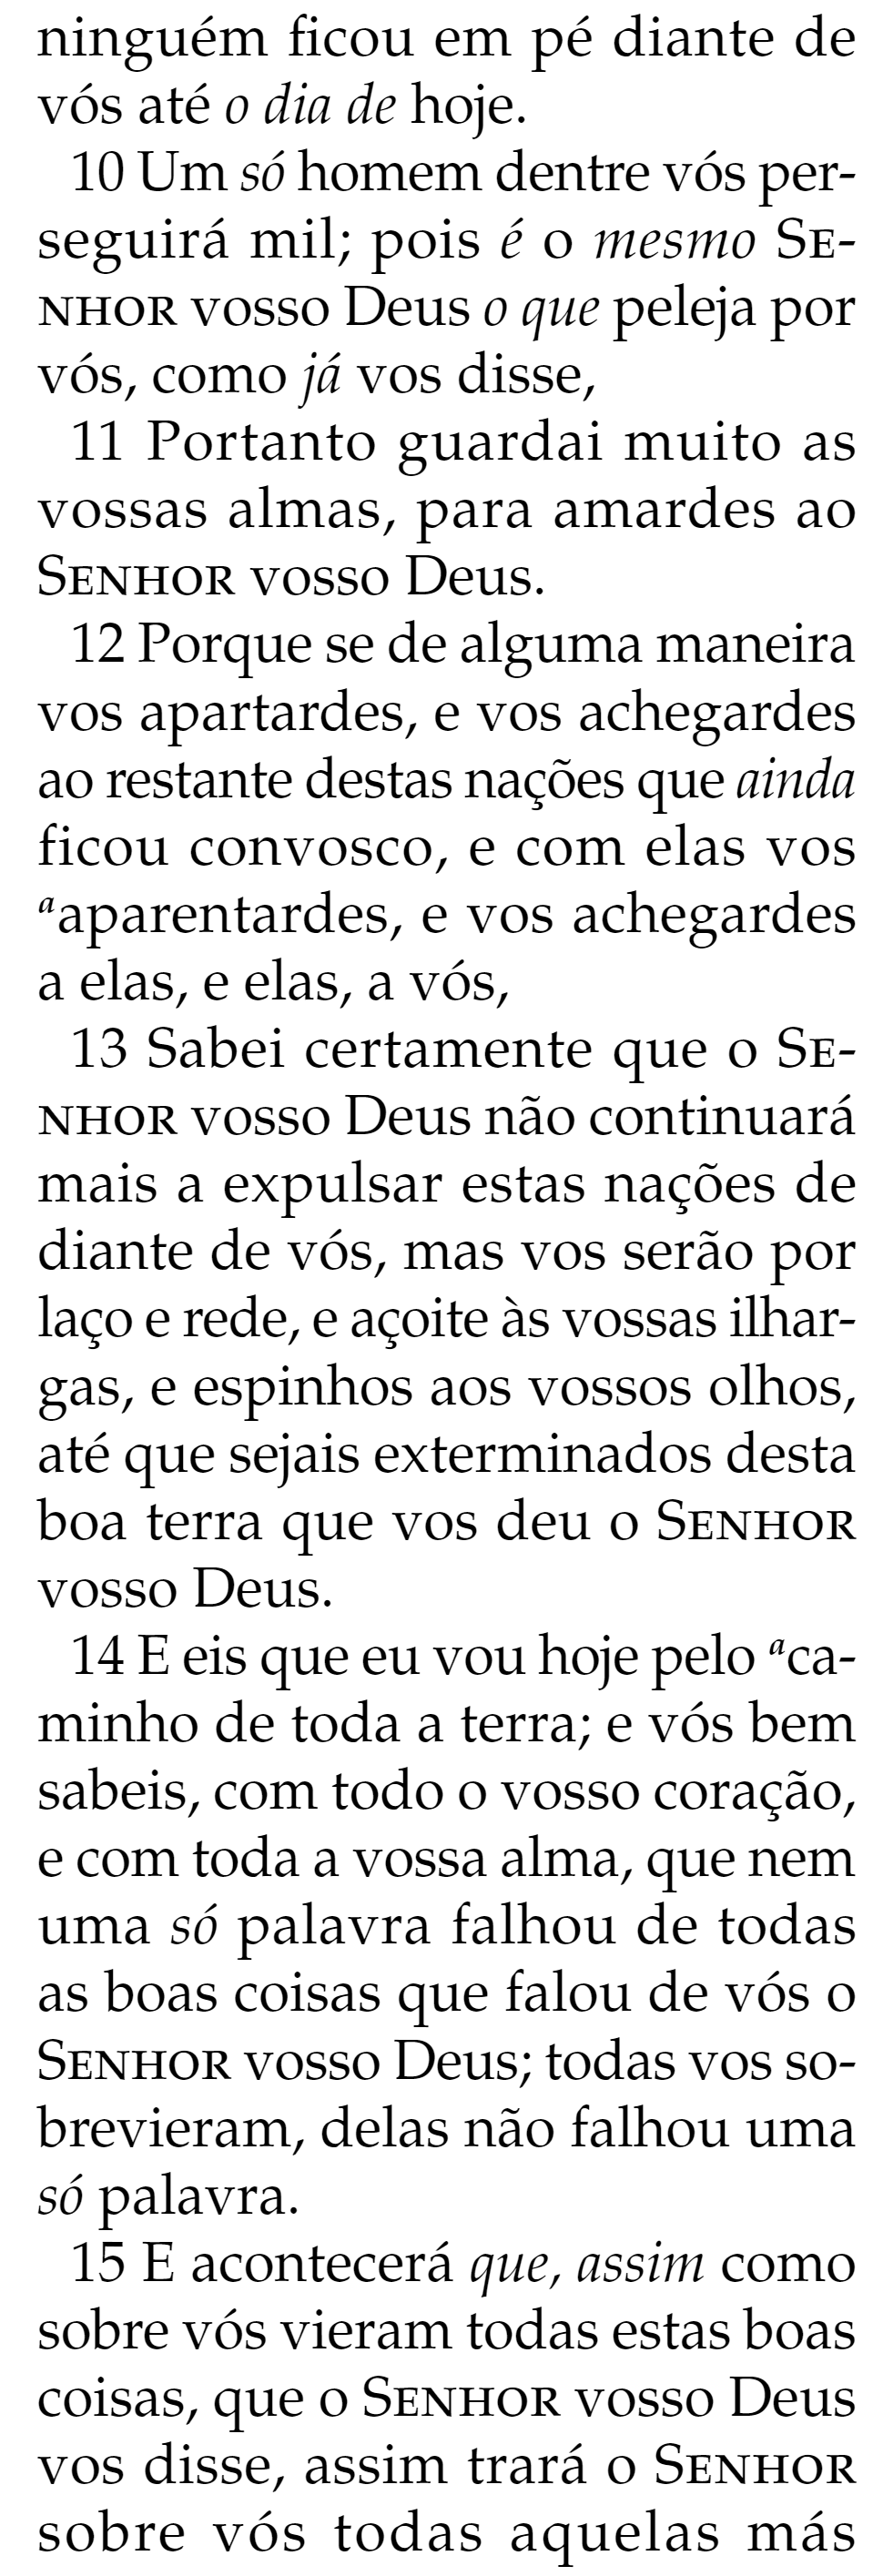 ninguém ficou em pé diante de
vós até o dia de hoje.
10 Um só homem dentre vós per-
seguirá mil; pois é o mesmo SE-
NHOR vosso Deus o que peleja por
vós, como já vos disse,
11 Portanto guardai muito as
vossas almas, para amardes ao
SENHOR vosso Deus.
12 Porque se de alguma maneira
vos apartardes, e vos achegardes
ao restante destas nações que ainda
ficou convosco, e com elas vos
ᵃaparentardes, e vos achegardes
a elas, e elas, a vós,
13 Sabei certamente que o SE-
NHOR vosso Deus não continuará
mais a expulsar estas nações de
diante de vós, mas vos serão por
laço e rede, e açoite às vossas ilhar-
gas, e espinhos aos vossos olhos,
até que sejais exterminados desta
boa terra que vos deu o SENHOR
vosso Deus.
14 E eis que eu vou hoje pelo ᵃca-
minho de toda a terra; e vós bem
sabeis, com todo o vosso coração,
e com toda a vossa alma, que nem
uma só palavra falhou de todas
as boas coisas que falou de vós o
SENHOR vosso Deus; todas vos so-
brevieram, delas não falhou uma
só palavra.
15 E acontecerá que, assim como
sobre vós vieram todas estas boas
coisas, que o SENHOR vosso Deus
vos disse, assim trará o SENHOR
sobre vós todas aquelas más